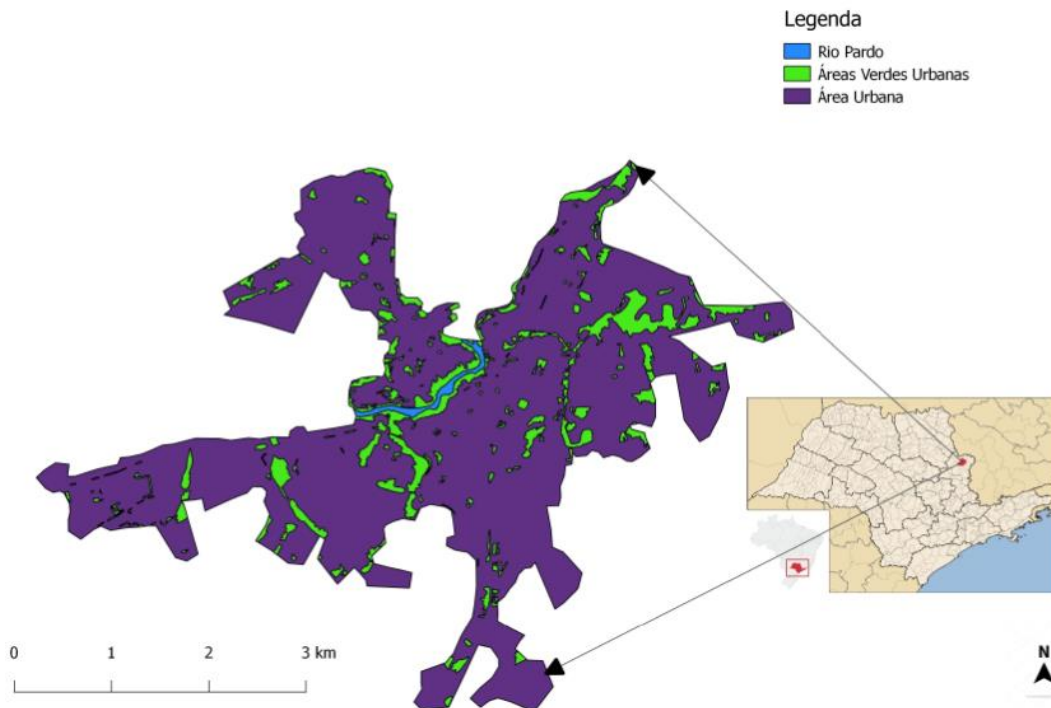 Legenda
Rio Pardo
Áreas Verdes Urbanas
Área Urbana
0 1 2 3 km
N